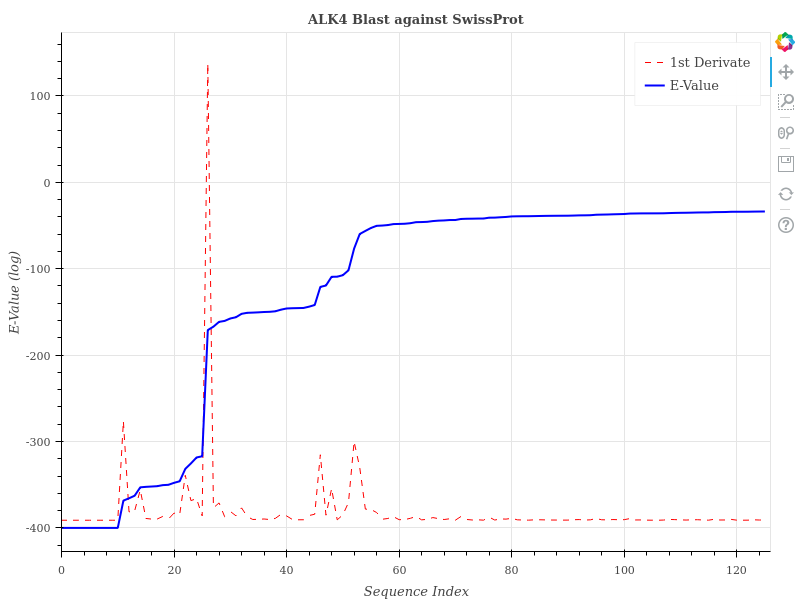 ALK4 Blast against SwissProt
1st Derivate
E-Value
E-Value (log)
100
0
-100
-200
-300
-400
0 20 40 60 80 100 120
Sequence Index